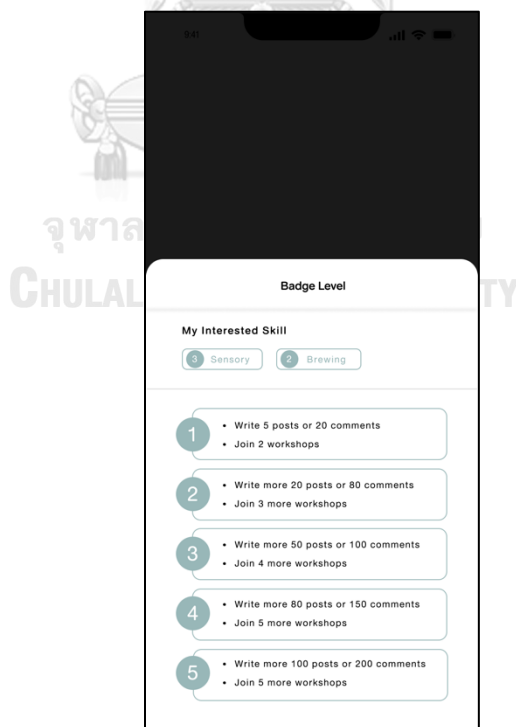 9:41
จุฬาล
CHULAL
TY
Badge Level
My Interested Skill
3 Sensory
2 Brewing
1
• Write 5 posts or 20 comments
• Join 2 workshops
2
• Write more 20 posts or 80 comments
• Join 3 more workshops
3
• Write more 50 posts or 100 comments
• Join 4 more workshops
4
• Write more 80 posts or 150 comments
• Join 5 more workshops
5
• Write more 100 posts or 200 comments
• Join 5 more workshops